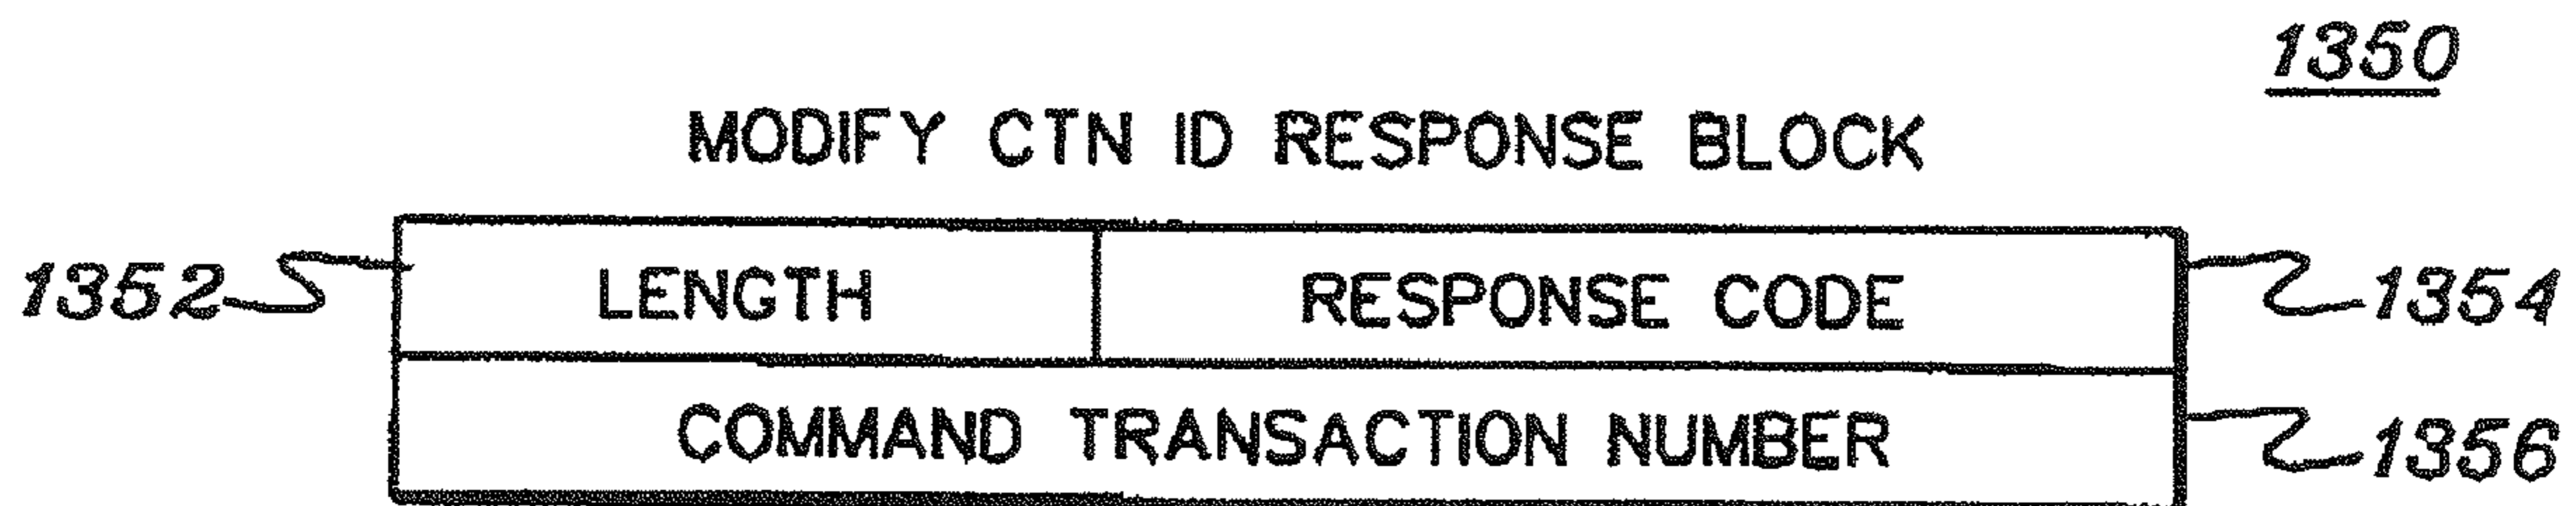 1350
MODIFY CTN ID RESPONSE BLOCK
1352 LENGTH RESPONSE CODE 1354
COMMAND TRANSACTION NUMBER 1356